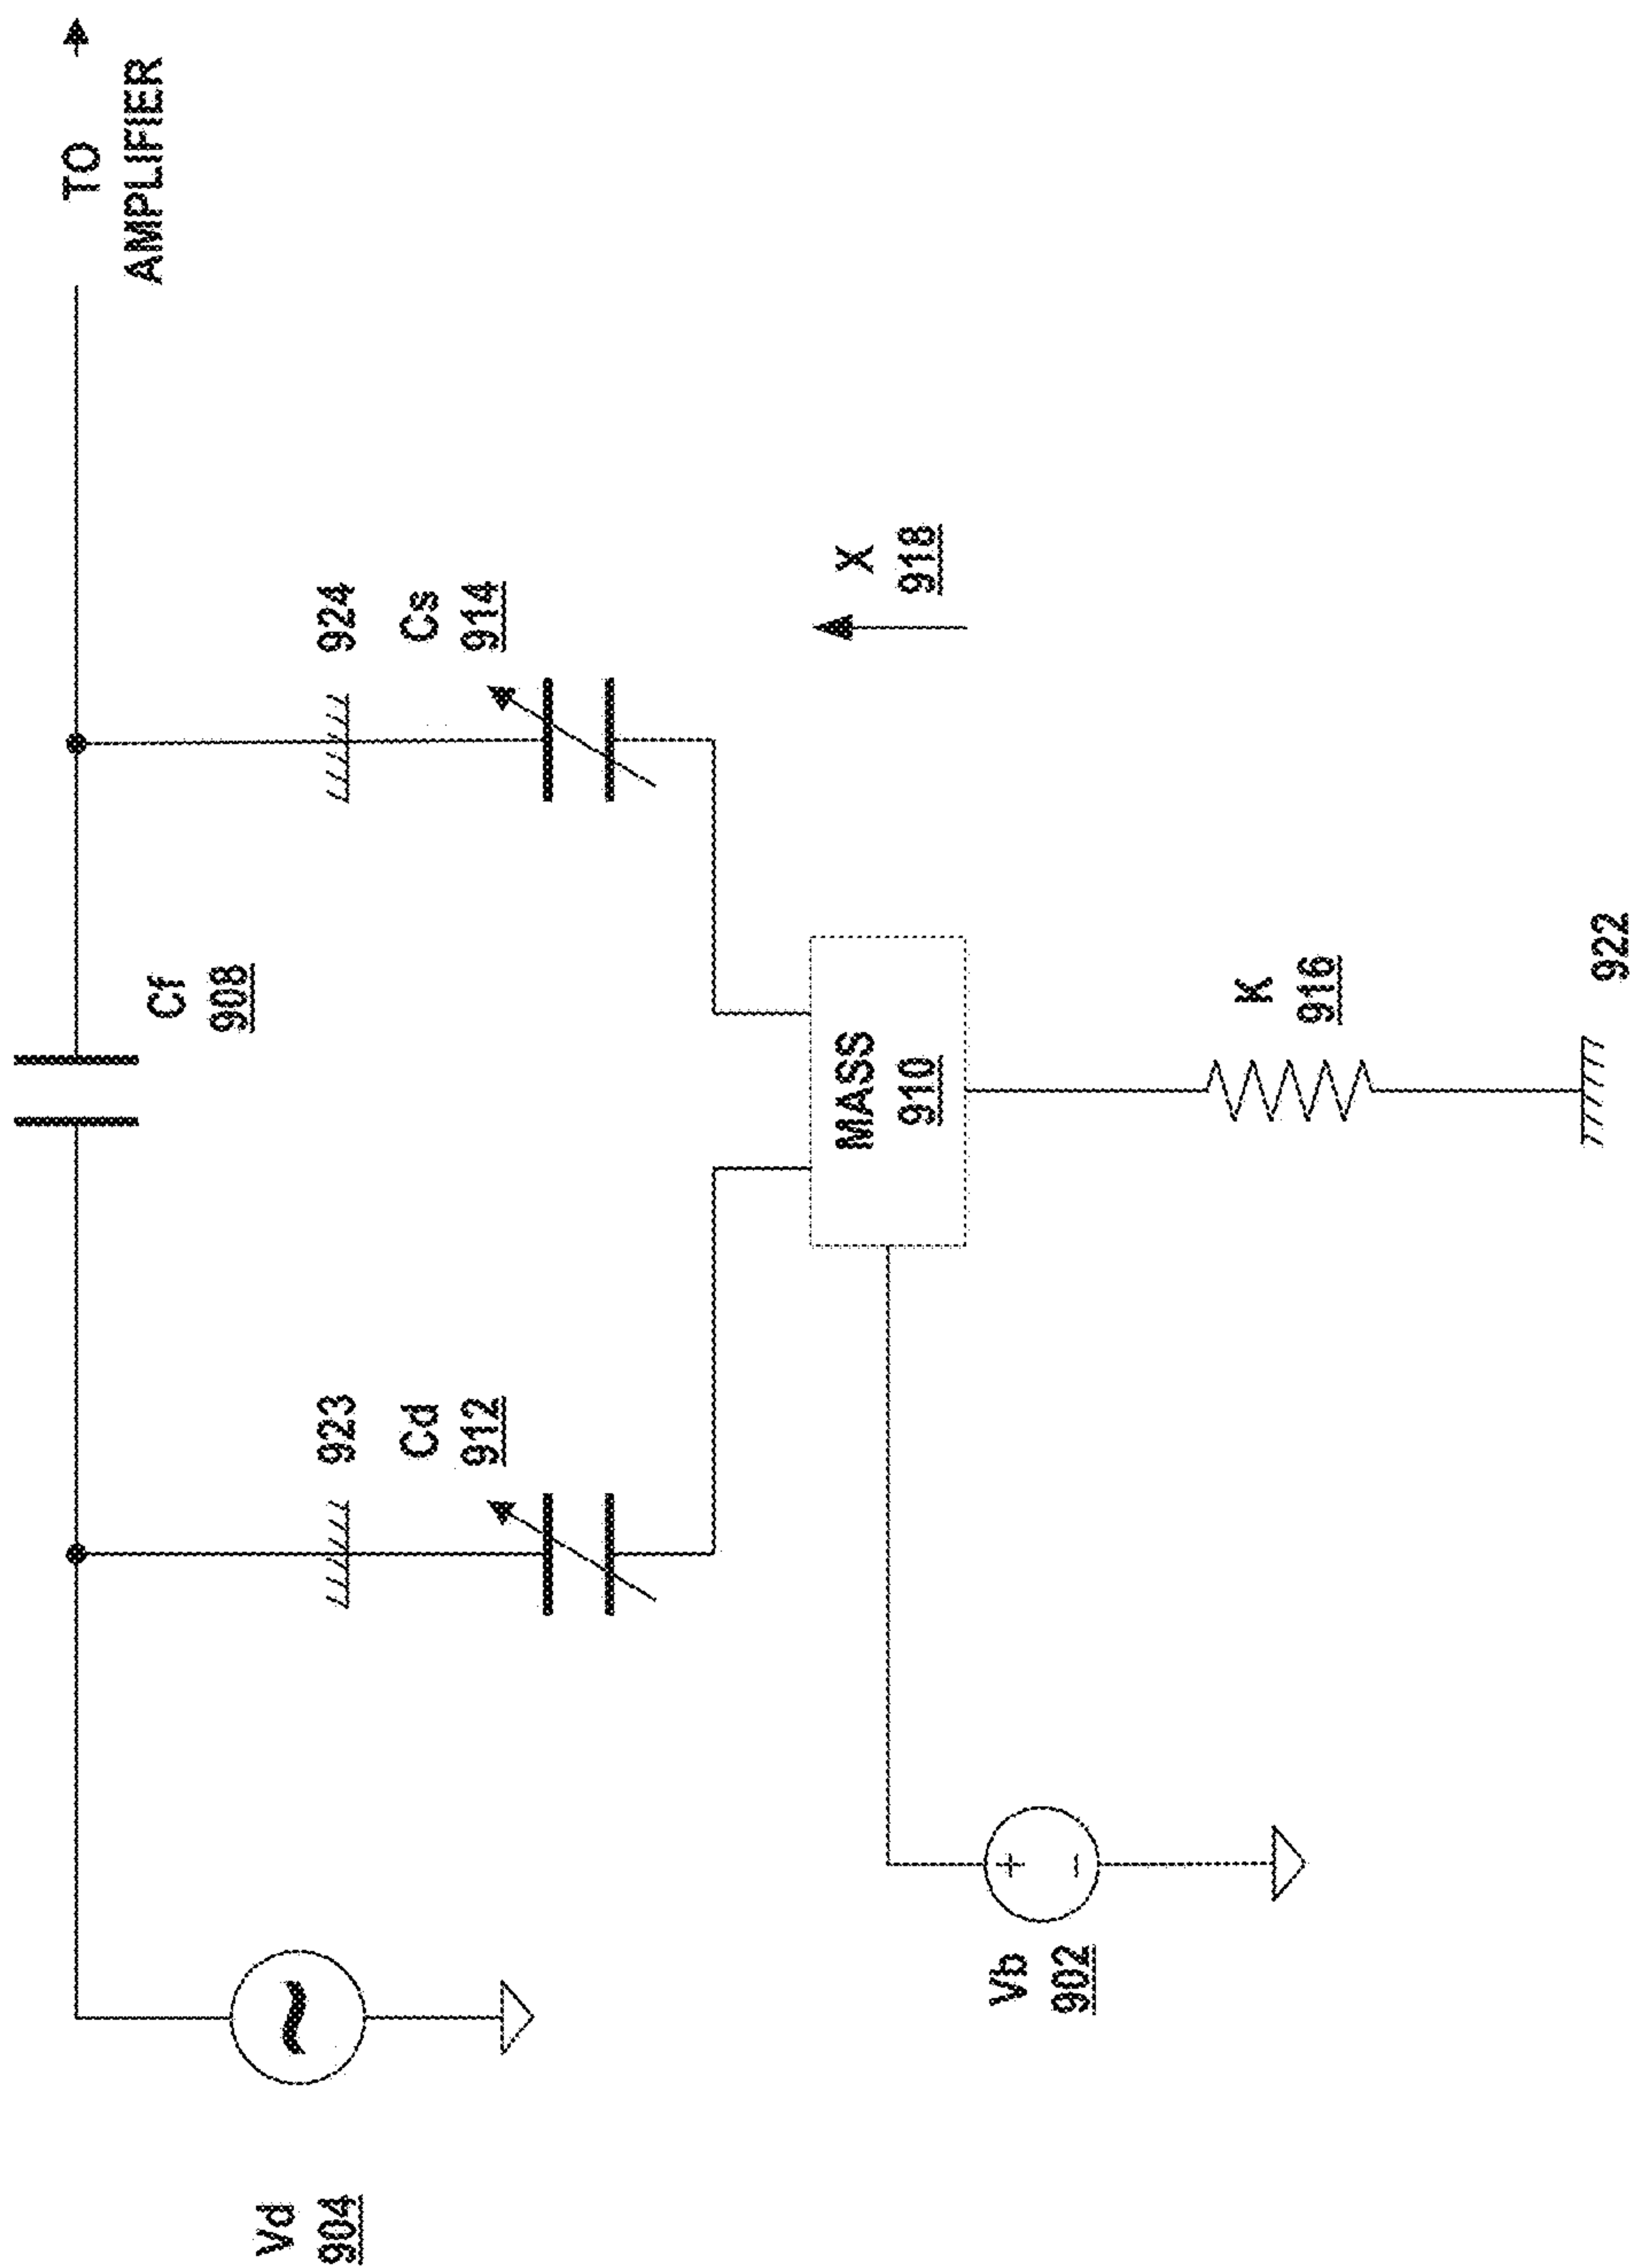 TO
AMPLIFIER
Cf
908
Vd
904
923
Cd
912
924
Cs
914
MASS
910
X
918
Vb
902
+
-
K
916
922